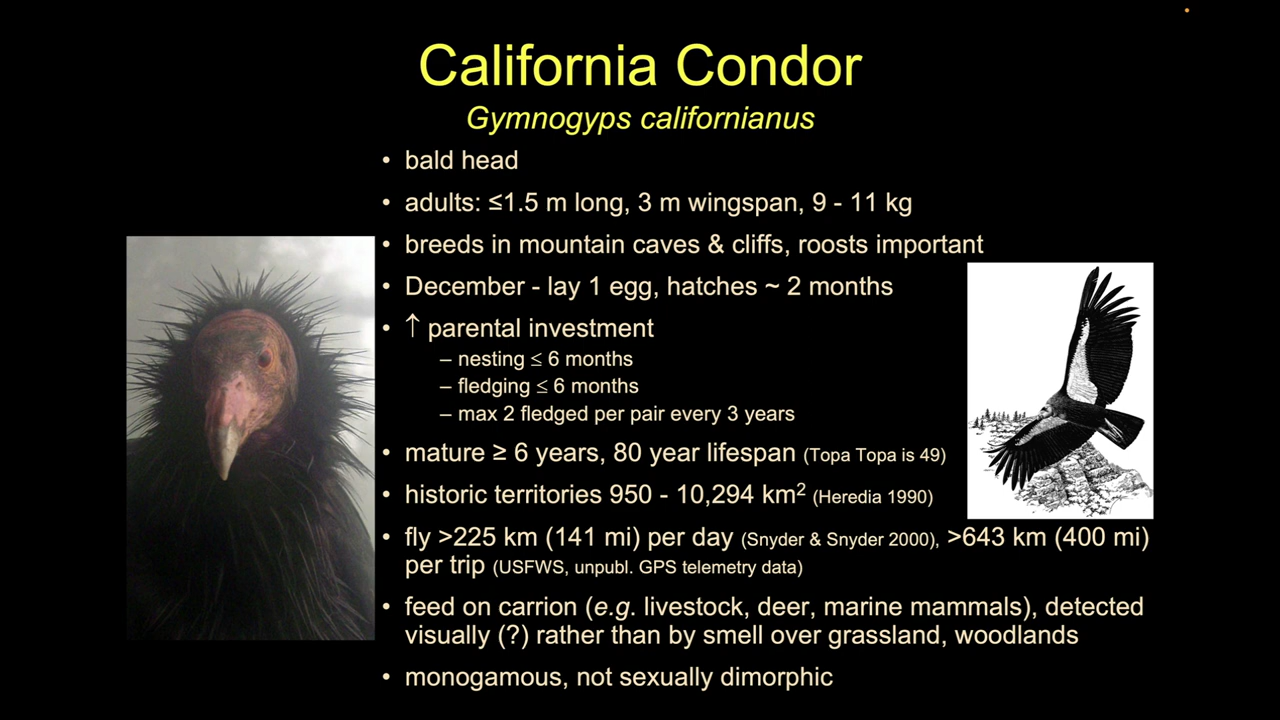 California Condor
Gymnogyps californianus
• bald head
• adults: ≤1.5 m long, 3 m wingspan, 9 - 11 kg
• breeds in mountain caves & cliffs, roosts important
• December - lay 1 egg, hatches ~ 2 months
• ↑ parental investment
– nesting ≤ 6 months
– fledging ≤ 6 months
– max 2 fledged per pair every 3 years
• mature ≥ 6 years, 80 year lifespan (Topa Topa is 49)
• historic territories 950 - 10,294 km² (Heredia 1990)
• fly >225 km (141 mi) per day (Snyder & Snyder 2000), >643 km (400 mi)
per trip (USFWS, unpubl. GPS telemetry data)
• feed on carrion (e.g. livestock, deer, marine mammals), detected
visually (?) rather than by smell over grassland, woodlands
• monogamous, not sexually dimorphic